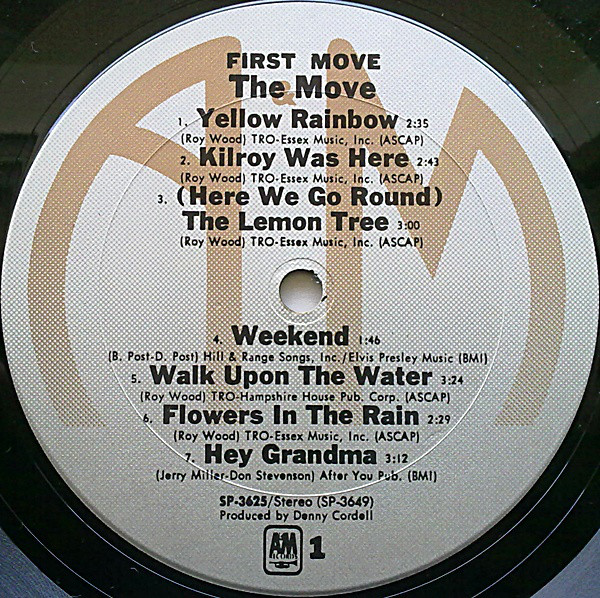 FIRST MOVE
The Move
1. Yellow Rainbow 2:35
(Roy Wood) TRO-Essex Music, Inc. (ASCAP)
2. Kilroy Was Here 2:43
(Roy Wood) TRO-Essex Music, Inc. (ASCAP)
3. (Here We Go Round)
The Lemon Tree 3:00
(Roy Wood) TRO-Essex Music, Inc. (ASCAP)
4. Weekend 1:46
(B. Post-D. Post) Hill & Range Songs, Inc./Elvis Presley Music (BMI)
5. Walk Upon The Water 3:24
(Roy Wood) TRO-Hampshire House Pub. Corp. (ASCAP)
6. Flowers In The Rain 2:29
(Roy Wood) TRO-Essex Music, Inc. (ASCAP)
7. Hey Grandma 3:12
(Jerry Miller-Don Stevenson) After You Pub. (BMI)
SP-3625/Stereo (SP-3649)
Produced by Denny Cordell
A&M RECORDS 1